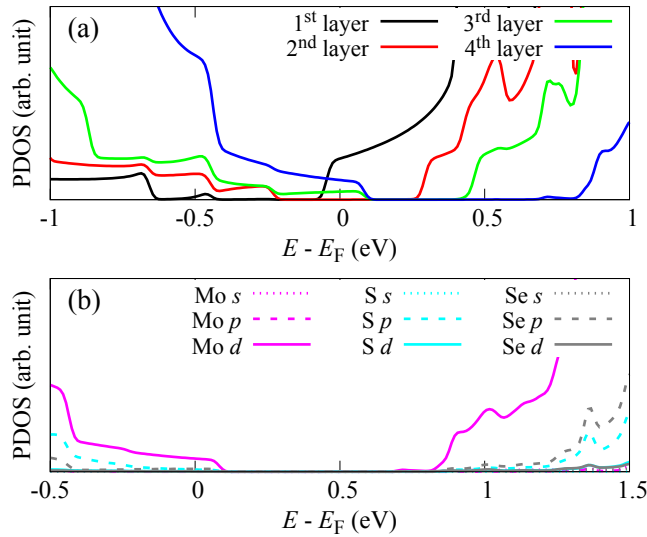 (a) 1st layer 3rd layer
2nd layer 4th layer
PDOS (arb. unit)
-1 -0.5 0 0.5 1
E - EF (eV)
(b) Mo s S s Se s
Mo p S p Se p
Mo d S d Se d
PDOS (arb. unit)
-0.5 0 0.5 1 1.5
E - EF (eV)